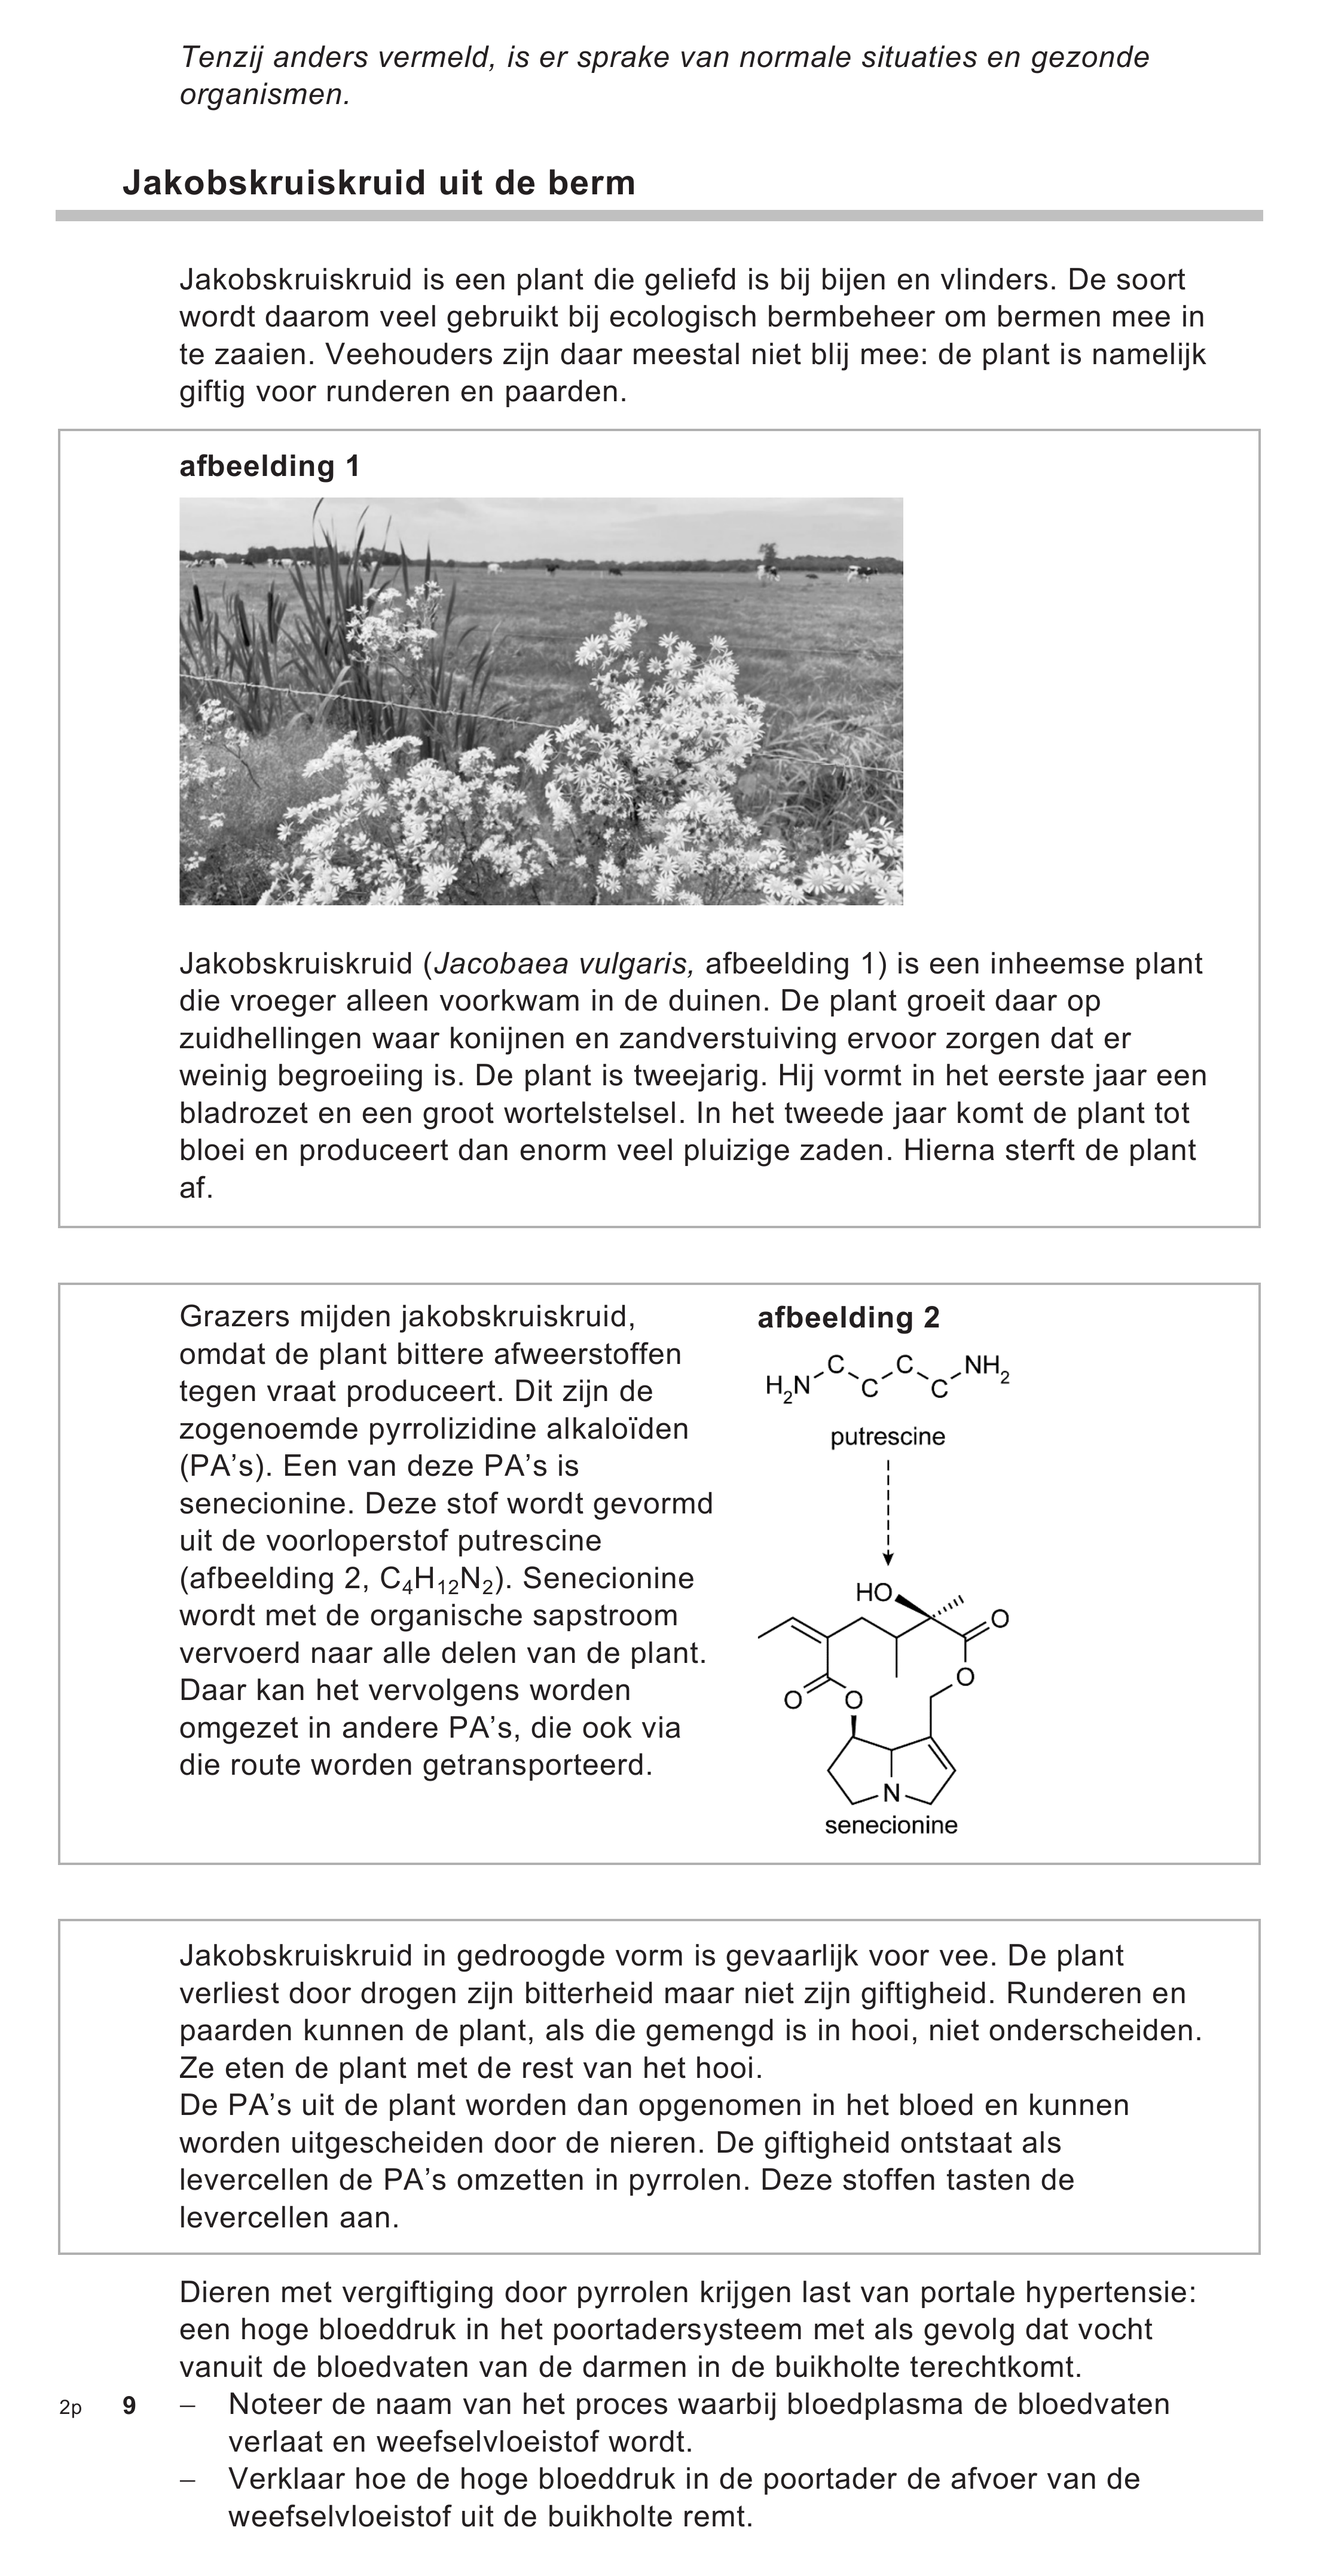 Tenzij anders vermeld, is er sprake van normale situaties en gezonde
organismen.
Jakobskruiskruid uit de berm
Jakobskruiskruid is een plant die geliefd is bij bijen en vlinders. De soort
wordt daarom veel gebruikt bij ecologisch bermbeheer om bermen mee in
te zaaien. Veehouders zijn daar meestal niet blij mee: de plant is namelijk
giftig voor runderen en paarden.
afbeelding 1
Jakobskruiskruid (Jacobaea vulgaris, afbeelding 1) is een inheemse plant
die vroeger alleen voorkwam in de duinen. De plant groeit daar op
zuidhellingen waar konijnen en zandverstuiving ervoor zorgen dat er
weinig begroeiing is. De plant is tweejarig. Hij vormt in het eerste jaar een
bladrozet en een groot wortelstelsel. In het tweede jaar komt de plant tot
bloei en produceert dan enorm veel pluizige zaden. Hierna sterft de plant
af.
Grazers mijden jakobskruiskruid,
omdat de plant bittere afweerstoffen
tegen vraat produceert. Dit zijn de
zogenoemde pyrrolizidine alkaloïden
(PA’s). Een van deze PA’s is
senecionine. Deze stof wordt gevormd
uit de voorloperstof putrescine
(afbeelding 2, C₄H₁₂N₂). Senecionine
wordt met de organische sapstroom
vervoerd naar alle delen van de plant.
Daar kan het vervolgens worden
omgezet in andere PA’s, die ook via
die route worden getransporteerd.
afbeelding 2
H₂N C C C C NH₂
putrescine
HO O
O
O O
N
senecionine
Jakobskruiskruid in gedroogde vorm is gevaarlijk voor vee. De plant
verliest door drogen zijn bitterheid maar niet zijn giftigheid. Runderen en
paarden kunnen de plant, als die gemengd is in hooi, niet onderscheiden.
Ze eten de plant met de rest van het hooi.
De PA’s uit de plant worden dan opgenomen in het bloed en kunnen
worden uitgescheiden door de nieren. De giftigheid ontstaat als
levercellen de PA’s omzetten in pyrrolen. Deze stoffen tasten de
levercellen aan.
Dieren met vergiftiging door pyrrolen krijgen last van portale hypertensie:
een hoge bloeddruk in het poortadersysteem met als gevolg dat vocht
vanuit de bloedvaten van de darmen in de buikholte terechtkomt.
2p 9 – Noteer de naam van het proces waarbij bloedplasma de bloedvaten
verlaat en weefselvloeistof wordt.
– Verklaar hoe de hoge bloeddruk in de poortader de afvoer van de
weefselvloeistof uit de buikholte remt.